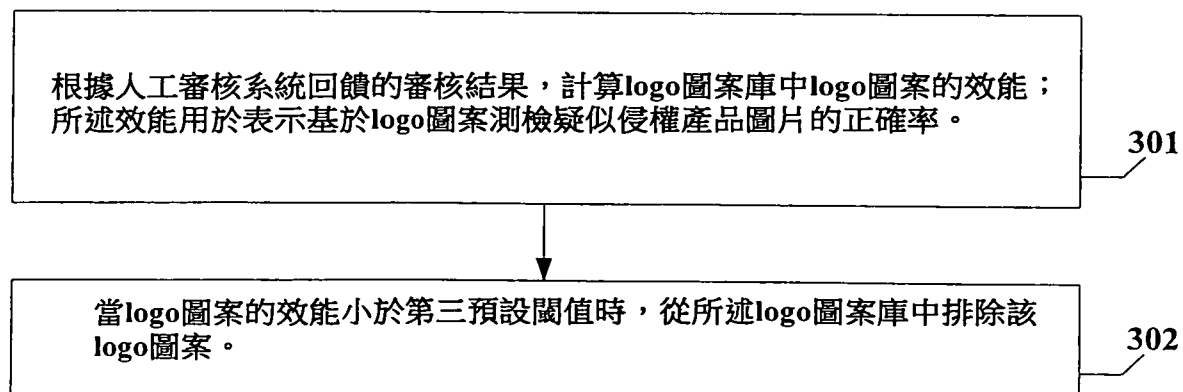 根據人工審核系統回饋的審核結果，計算logo圖案庫中logo圖案的效能；
所述效能用於表示基於logo圖案測檢疑似侵權產品圖片的正確率。
301
當logo圖案的效能小於第三預設閾值時，從所述logo圖案庫中排除該
logo圖案。
302